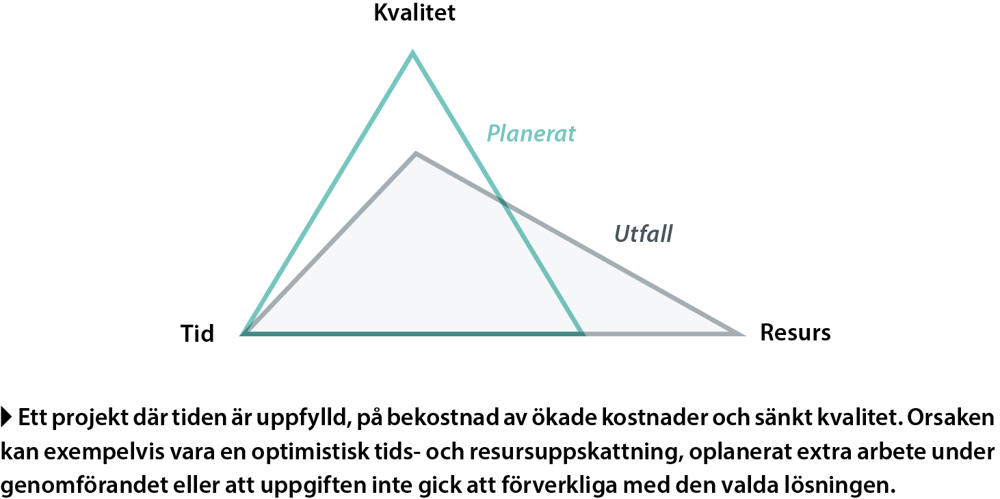 Kvalitet
Planerat
Utfall
Tid
Resurs
Ett projekt där tiden är uppfylld, på bekostnad av ökade kostnader och sänkt kvalitet. Orsaken
kan exempelvis vara en optimistisk tids- och resursuppskattning, oplanerat extra arbete under
genomförandet eller att uppgiften inte gick att förverkliga med den valda lösningen.